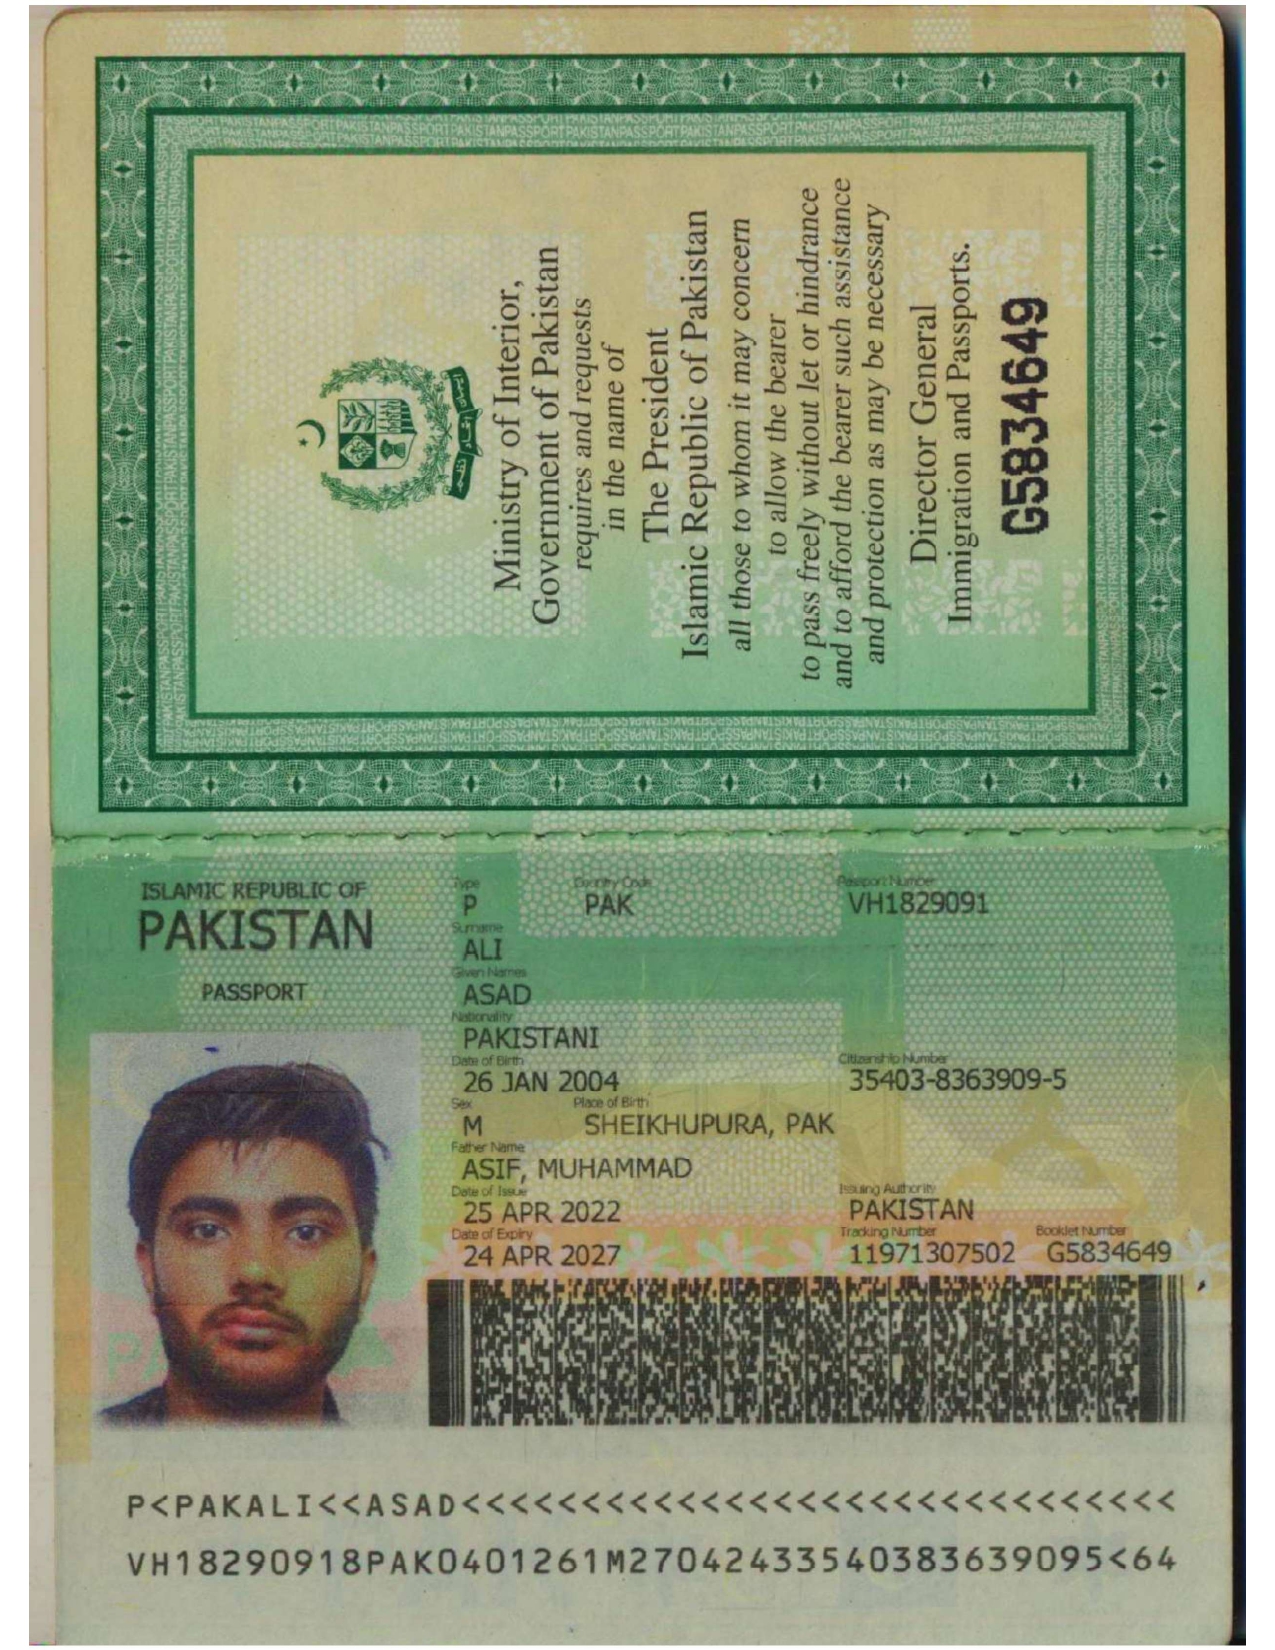 Ministry of Interior,
Government of Pakistan
requires and requests
in the name of
The President
Islamic Republic of Pakistan
all those to whom it may concern
to allow the bearer
to pass freely without let or hindrance
and to afford the bearer such assistance
and protection as may be necessary
Director General
Immigration and Passports.
G5834649
ISLAMIC REPUBLIC OF
PAKISTAN
PASSPORT
Type Country Code Passport Number
P PAK VH1829091
Surname
ALI
Given Names
ASAD
Nationality
PAKISTANI
Date of Birth Citizenship Number
26 JAN 2004 35403-8363909-5
Sex Place of Birth
M SHEIKHUPURA, PAK
Father Name
ASIF, MUHAMMAD
Date of Issue Issuing Authority
25 APR 2022 PAKISTAN
Date of Expiry Tracking Number Booklet Number
24 APR 2027 11971307502 G5834649
P<PAKALI<<ASAD<<<<<<<<<<<<<<<<<<<<<<<<<<<<<<
VH18290918PAK0401261M27042433540383639095<64